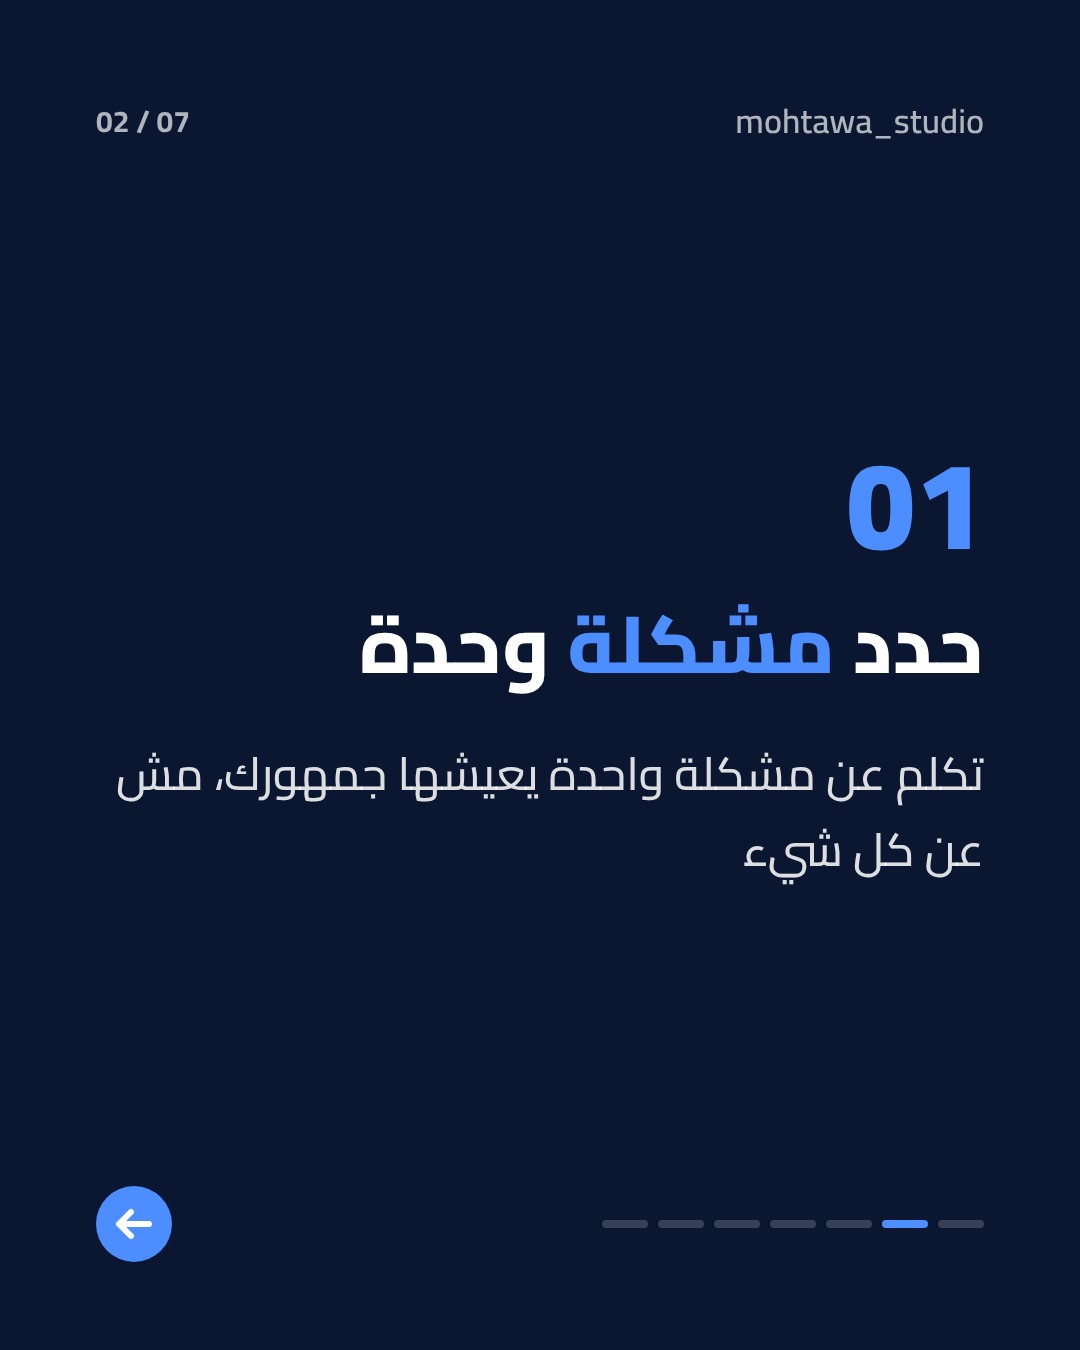 mohtawa_studio
02 / 07
01
حدد مشكلة وحدة
تكلم عن مشكلة واحدة يعيشها جمهورك، مش
عن كل شيء